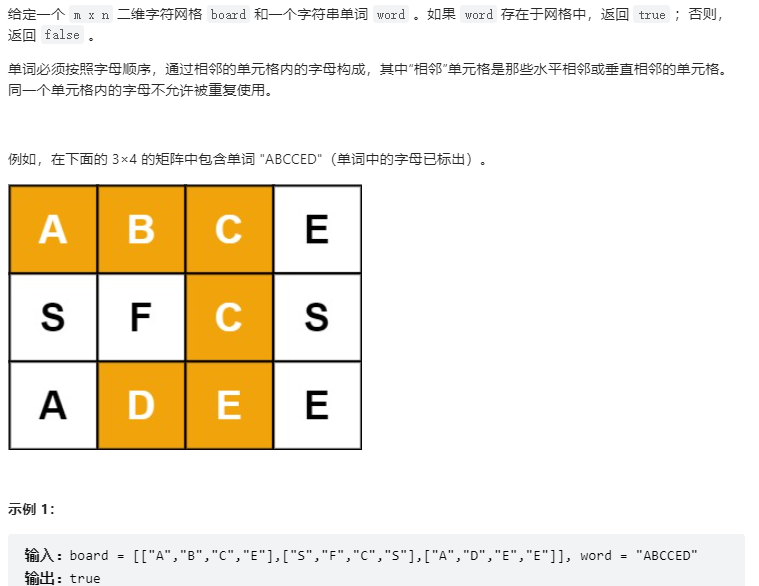 给定一个 m x n 二维字符网格 board 和一个字符串单词 word 。如果 word 存在于网格中，返回 true ；否则，
返回 false 。
单词必须按照字母顺序，通过相邻的单元格内的字母构成，其中“相邻”单元格是那些水平相邻或垂直相邻的单元格。
同一个单元格内的字母不允许被重复使用。
例如，在下面的 3×4 的矩阵中包含单词 "ABCCED"（单词中的字母已标出）。
A B C E
S F C S
A D E E
示例 1：
输入：board = [["A","B","C","E"],["S","F","C","S"],["A","D","E","E"]], word = "ABCCED"
输出：true